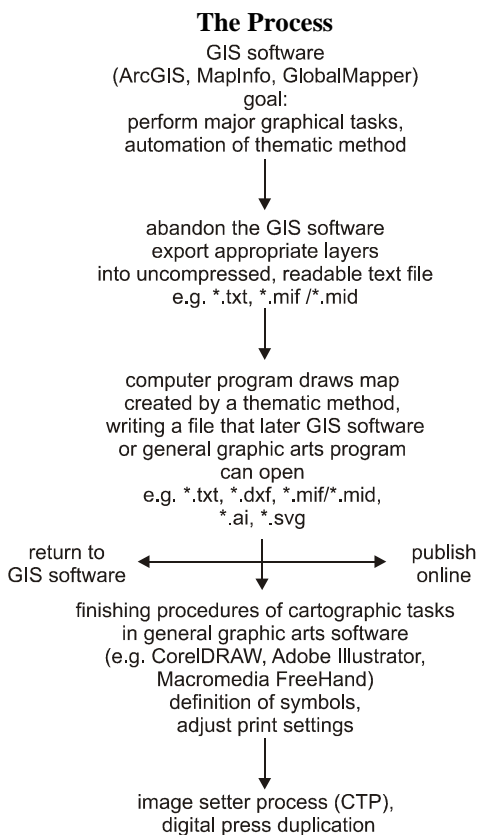 The Process
GIS software
(ArcGIS, MapInfo, GlobalMapper)
goal:
perform major graphical tasks,
automation of thematic method
abandon the GIS software
export appropriate layers
into uncompressed, readable text file
e.g. *.txt, *.mif /*.mid
computer program draws map
created by a thematic method,
writing a file that later GIS software
or general graphic arts program
can open
e.g. *.txt, *.dxf, *.mif/*.mid,
*.ai, *.svg
return to
GIS software
publish
online
finishing procedures of cartographic tasks
in general graphic arts software
(e.g. CorelDRAW, Adobe Illustrator,
Macromedia FreeHand)
definition of symbols,
adjust print settings
image setter process (CTP),
digital press duplication